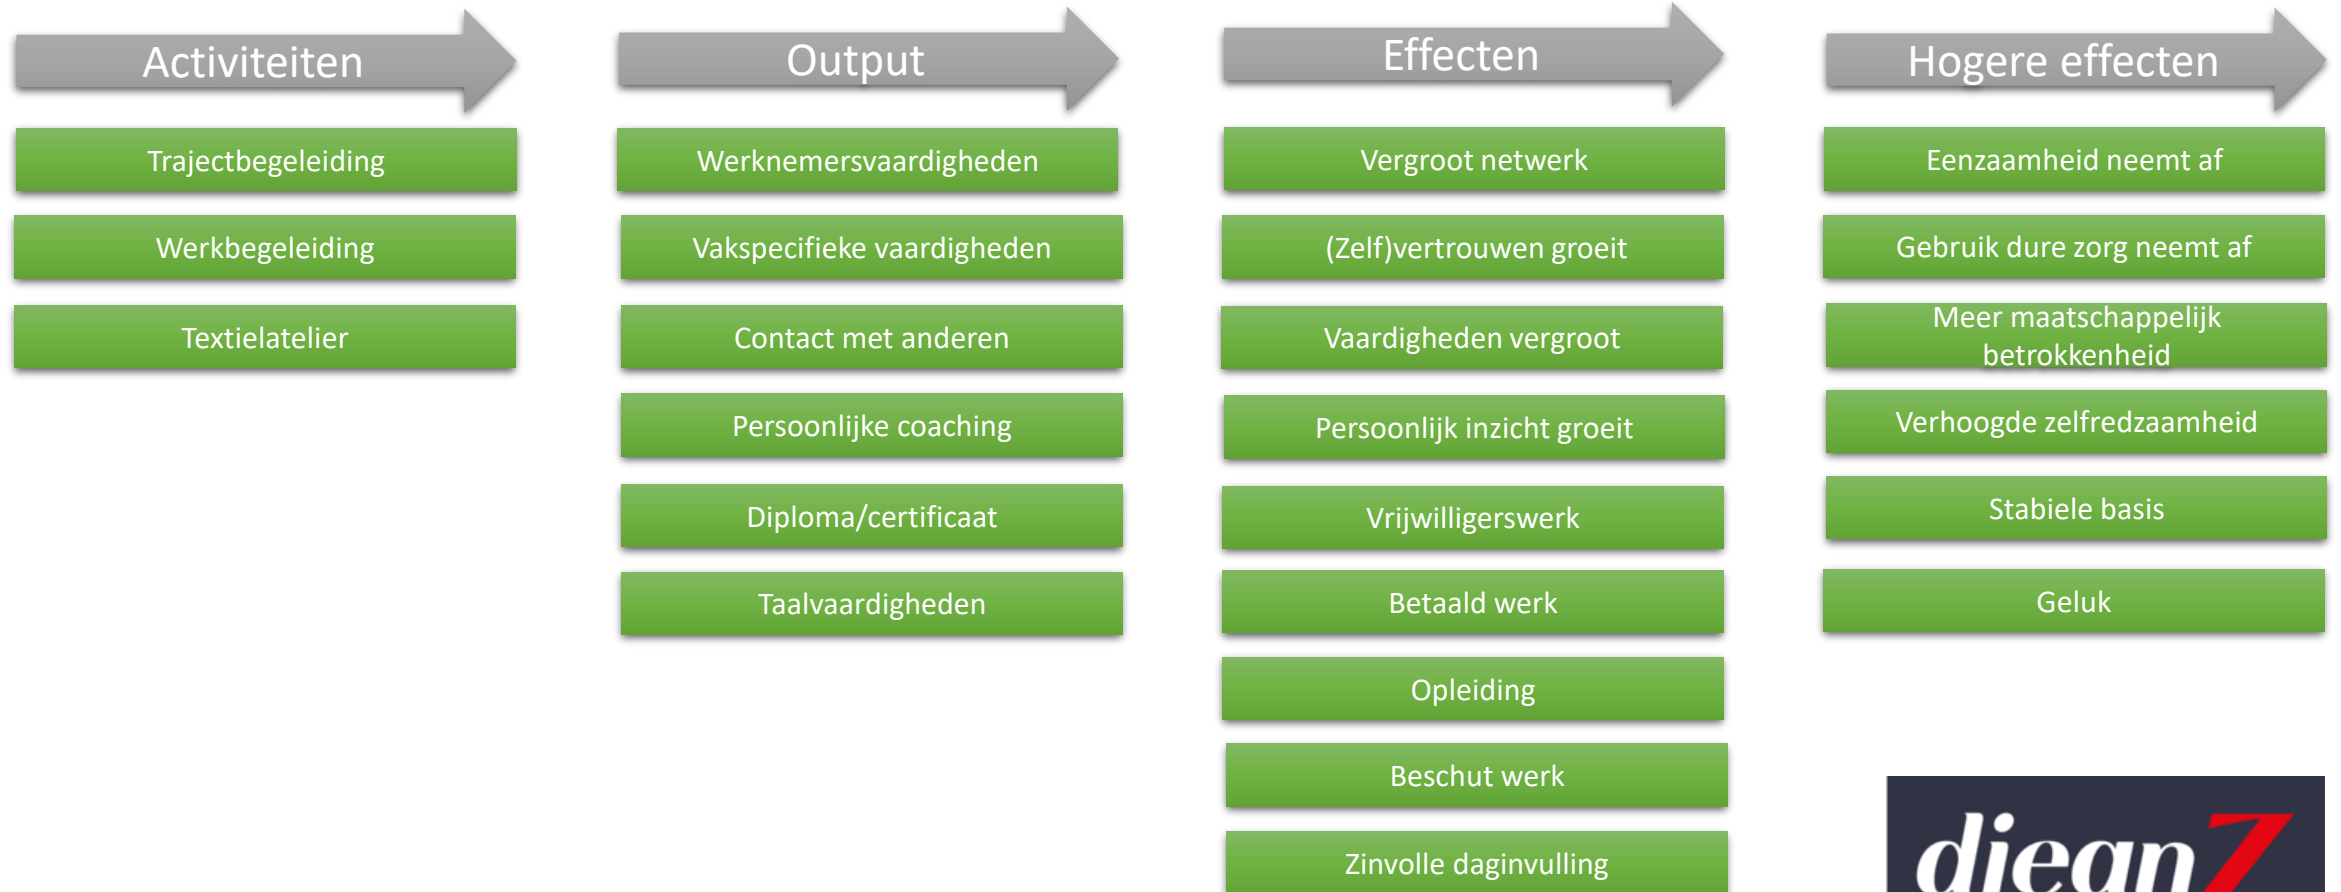 Activiteiten
Trajectbegeleiding
Werkbegeleiding
Textielatelier
Output
Werknemersvaardigheden
Vakspecifieke vaardigheden
Contact met anderen
Persoonlijke coaching
Diploma/certificaat
Taalvaardigheden
Effecten
Vergroot netwerk
(Zelf)vertrouwen groeit
Vaardigheden vergroot
Persoonlijk inzicht groeit
Vrijwilligerswerk
Betaald werk
Opleiding
Beschut werk
Zinvolle daginvulling
Hogere effecten
Eenzaamheid neemt af
Gebruik dure zorg neemt af
Meer maatschappelijk
betrokkenheid
Verhoogde zelfredzaamheid
Stabiele basis
Geluk
djeanZ